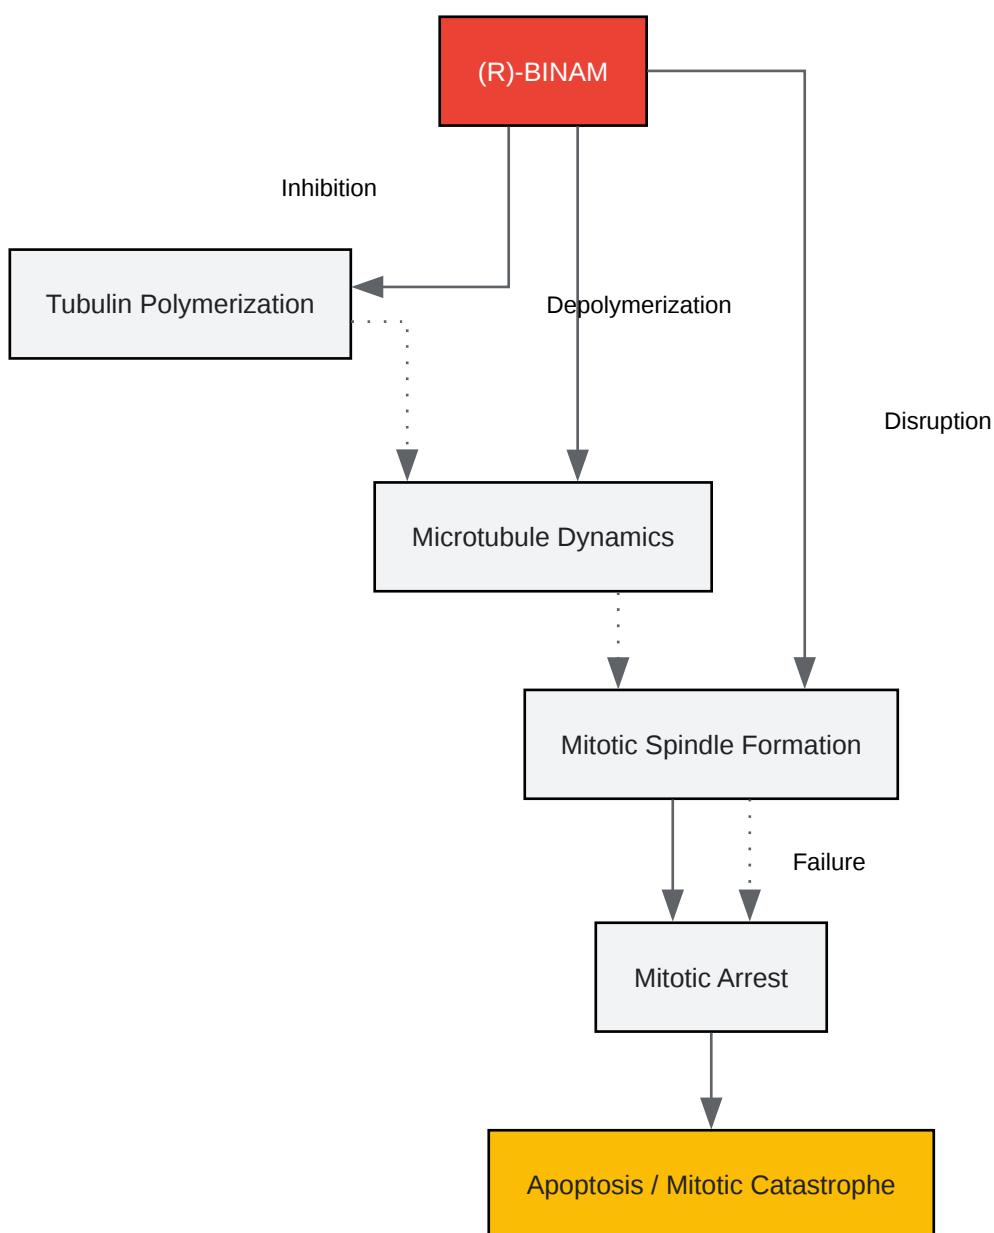 (R)-BINAM
Inhibition
Tubulin Polymerization
Depolymerization
Disruption
Microtubule Dynamics
Mitotic Spindle Formation
Failure
Mitotic Arrest
Apoptosis / Mitotic Catastrophe